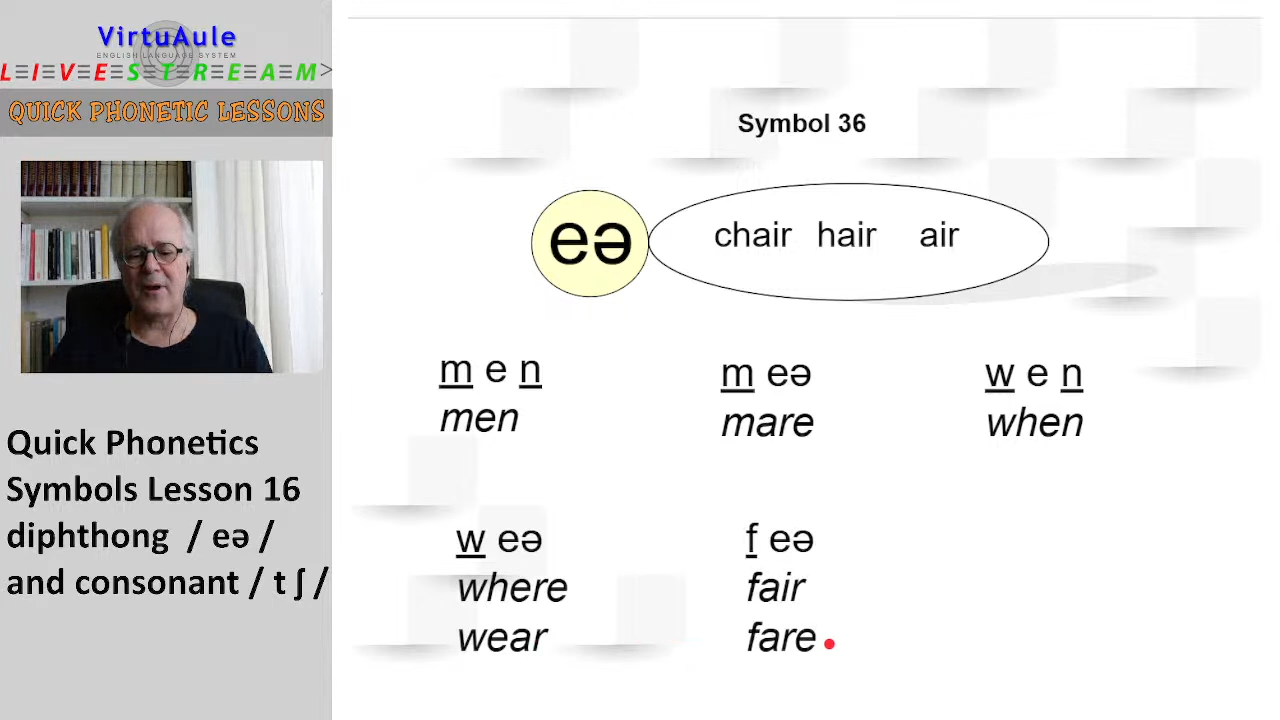 VirtuAule
ENGLISH LANGUAGE SYSTEM
L≡I≡V≡E≡S≡T≡R≡E≡A≡M>
QUICK PHONETIC LESSONS
Quick Phonetics
Symbols Lesson 16
diphthong / eə /
and consonant / t ʃ /
Symbol 36
eə chair hair air
m e n m eə w e n
men mare when
w eə f eə
where fair
wear fare